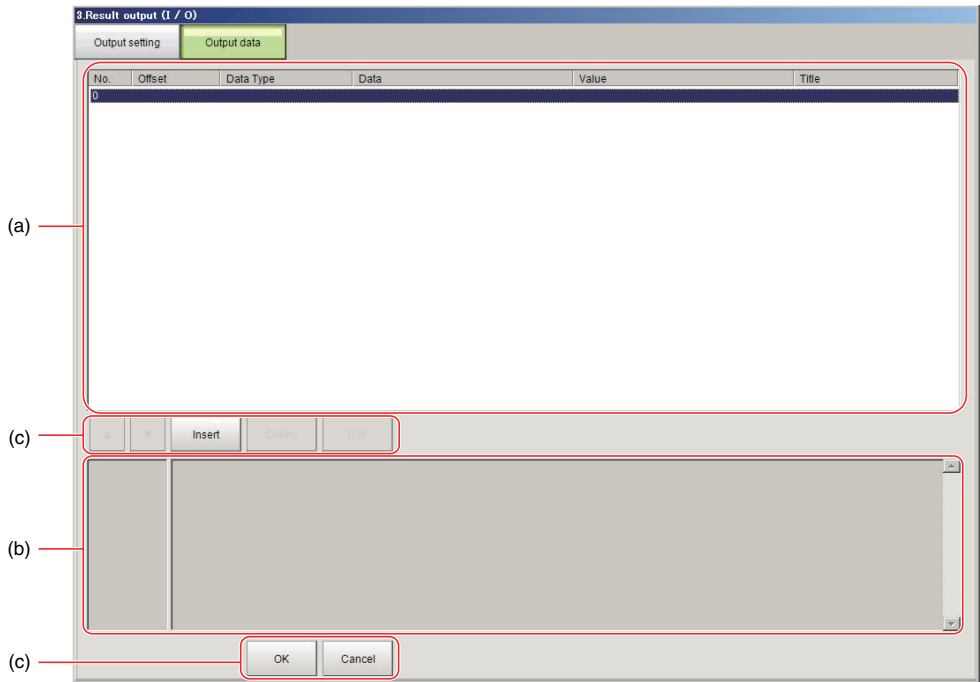 3.Result output (I / O)
Output setting Output data
No. Offset Data Type Data Value Title
0
(a)
▲ ▼ Insert Delete Edit
(c)
(b)
OK Cancel
(c)